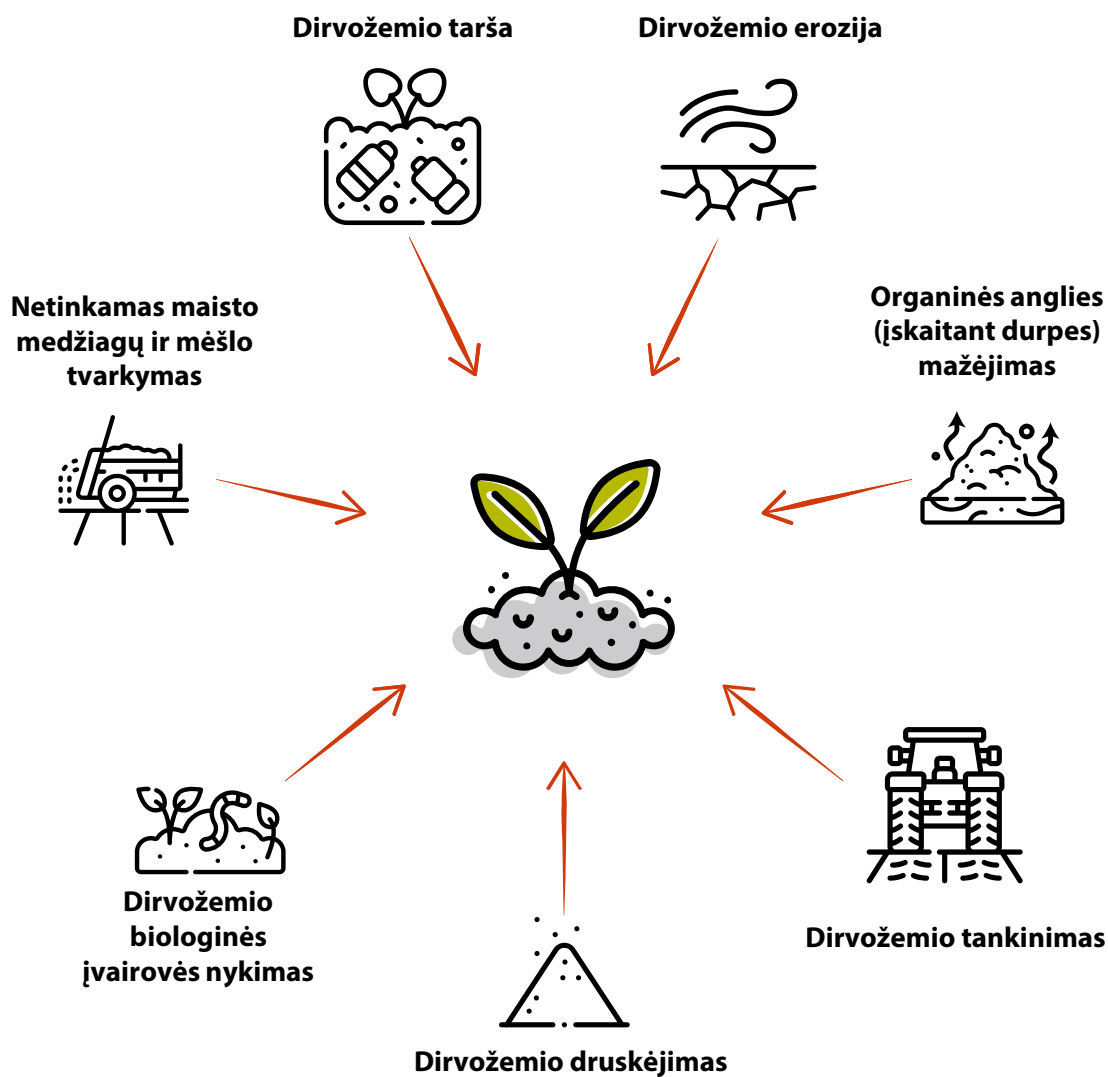 Dirvožemio tarša
Dirvožemio erozija
Netinkamas maisto
medžiagų ir mėšlo
tvarkymas
Organinės anglies
(įskaitant durpes)
mažėjimas
Dirvožemio
biologinės
įvairovės nykimas
Dirvožemio tankinimas
Dirvožemio druskėjimas